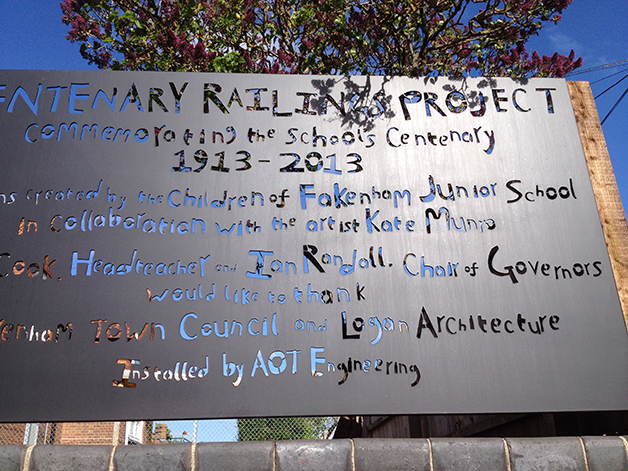 ENTENARY RAILINGS PROJECT
Commemorating the School's Centenary
1913-2013
ns created by the Children of Fakenham Junior School
in Collaboration with the artist Kate Munro
Cook, Headteacher and Ian Randall, Chair of Governors
would like to thank
enham Town Council and Logan Architecture
Installed by AOT Engineering